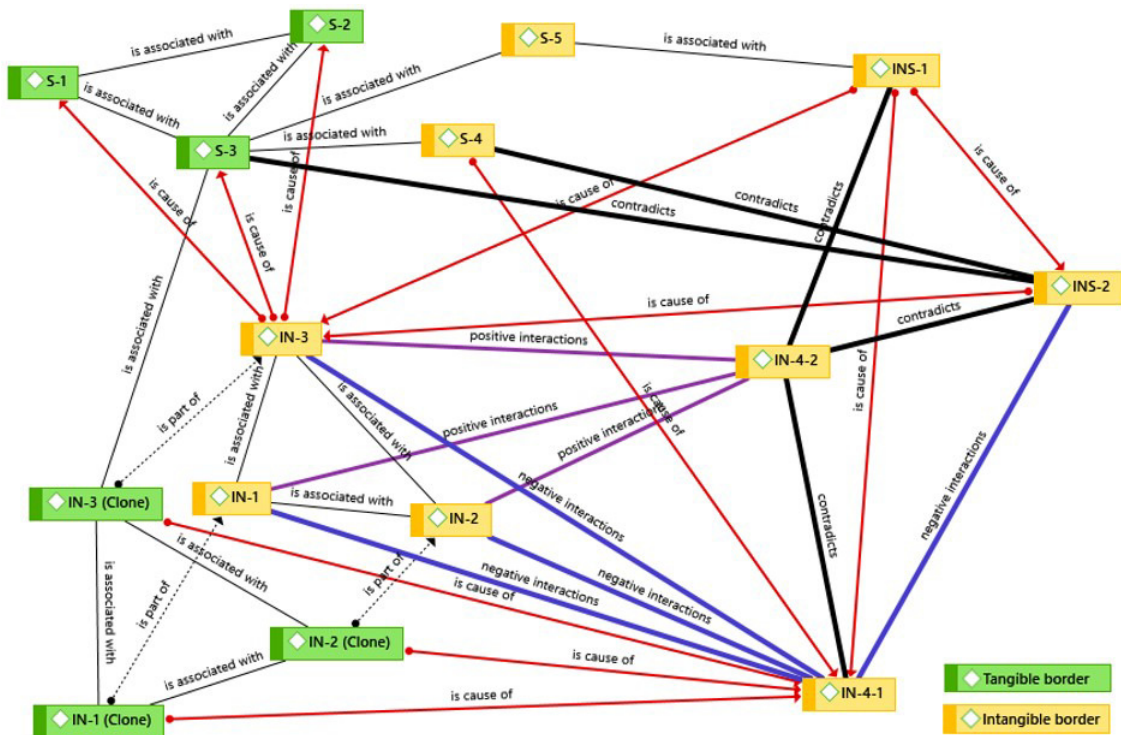 S-2
is associated with
S-5
is associated with
S-1
INS-1
is associated with
is associated with
is associated with
S-4
is associated with
S-3
is cause of
is cause of
is cause of
is cause of
contradicts
contradicts
contradicts
is cause of
is cause of
INS-2
is cause of
contradicts
is associated with
IN-3
positive interactions
IN-4-2
is cause of
is part of
is associated with
is associated with
positive interactions
positive interactions
is cause of
IN-3 (Clone)
IN-1
is associated with
IN-2
negative interactions
negative interactions
contradicts
is associated with
is associated with
is part of
is part of
negative interactions
negative interactions
is cause of
IN-2 (Clone)
is cause of
is associated with
IN-1 (Clone)
is cause of
IN-4-1
Tangible border
Intangible border